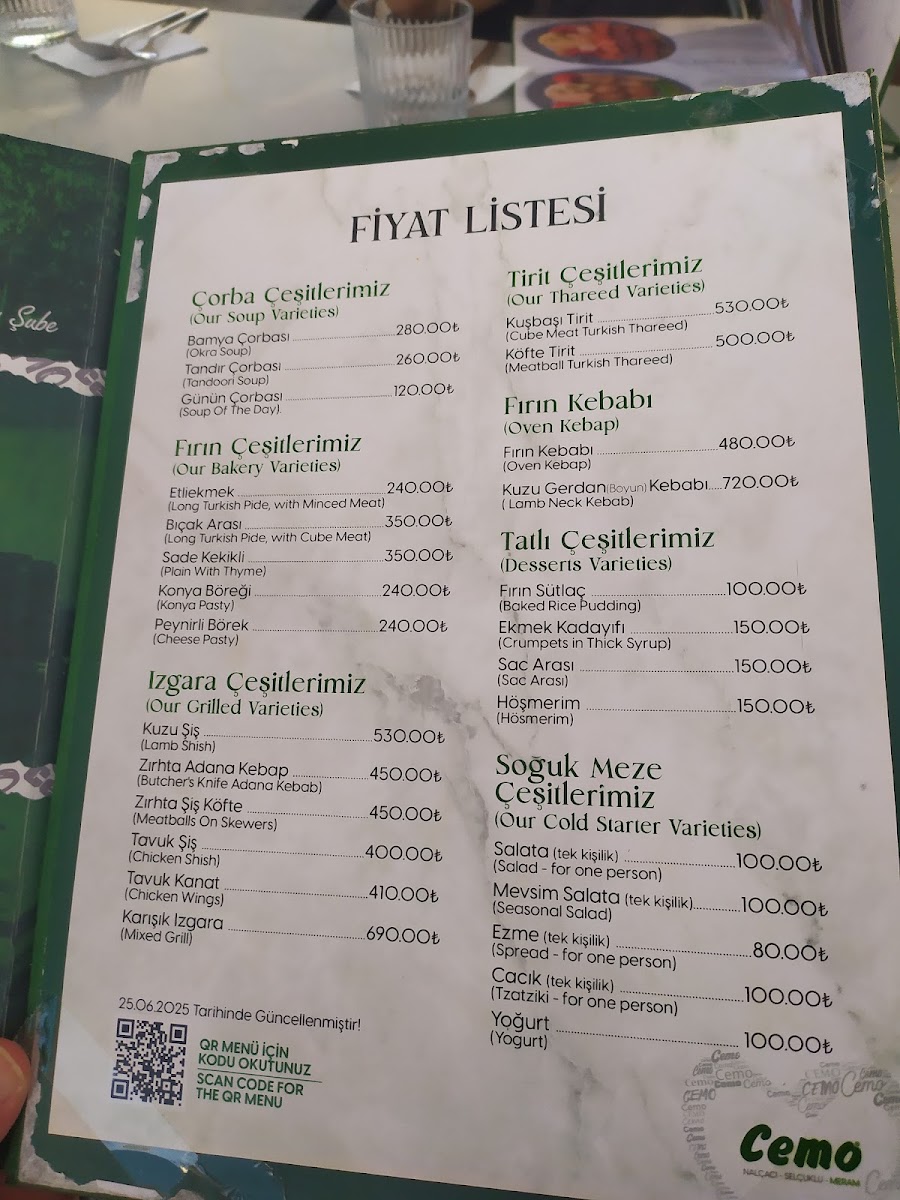 Şube
FİYAT LİSTESİ
Çorba Çeşitlerimiz
(Our Soup Varieties)
Bamya Çorbası 280.00₺
(Okra Soup)
Tandır Çorbası 260.00₺
(Tandoori Soup)
Günün Çorbası 120.00₺
(Soup Of The Day).
Fırın Çeşitlerimiz
(Our Bakery Varieties)
Etliekmek 240.00₺
(Long Turkish Pide, with Minced Meat)
Bıçak Arası 350.00₺
(Long Turkish Pide, with Cube Meat)
Sade Kekikli 350.00₺
(Plain With Thyme)
Konya Böreği 240.00₺
(Konya Pasty)
Peynirli Börek 240.00₺
(Cheese Pasty)
Izgara Çeşitlerimiz
(Our Grilled Varieties)
Kuzu Şiş 530.00₺
(Lamb Shish)
Zırhta Adana Kebap 450.00₺
(Butcher's Knife Adana Kebab)
Zırhta Şiş Köfte 450.00₺
(Meatballs On Skewers)
Tavuk Şiş 400.00₺
(Chicken Shish)
Tavuk Kanat 410.00₺
(Chicken Wings)
Karışık Izgara 690.00₺
(Mixed Grill)
25.06.2025 Tarihinde Güncellenmiştir!
QR MENÜ İÇİN
KODU OKUTUNUZ
SCAN CODE FOR
THE QR MENU
Tirit Çeşitlerimiz
(Our Thareed Varieties)
Kuşbaşı Tirit 530.00₺
(Cube Meat Turkish Thareed)
Köfte Tirit 500.00₺
(Meatball Turkish Thareed)
Fırın Kebabı
(Oven Kebap)
Fırın Kebabı 480.00₺
(Oven Kebap)
Kuzu Gerdan(Boyun) Kebabı 720.00₺
( Lamb Neck Kebab)
Tatlı Çeşitlerimiz
(Desserts Varieties)
Fırın Sütlaç 100.00₺
(Baked Rice Pudding)
Ekmek Kadayıfı 150.00₺
(Crumpets in Thick Syrup)
Sac Arası 150.00₺
(Sac Arası)
Höşmerim 150.00₺
(Hösmerim)
Soğuk Meze
Çeşitlerimiz
(Our Cold Starter Varieties)
Salata (tek kişilik) 100.00₺
(Salad - for one person)
Mevsim Salata (tek kişilik) 100.00₺
(Seasonal Salad)
Ezme (tek kişilik) 80.00₺
(Spread - for one person)
Cacık (tek kişilik) 100.00₺
(Tzatziki - for one person)
Yoğurt 100.00₺
(Yogurt)
Cemo
HALÇACI - SELÇUKLU - MERAM